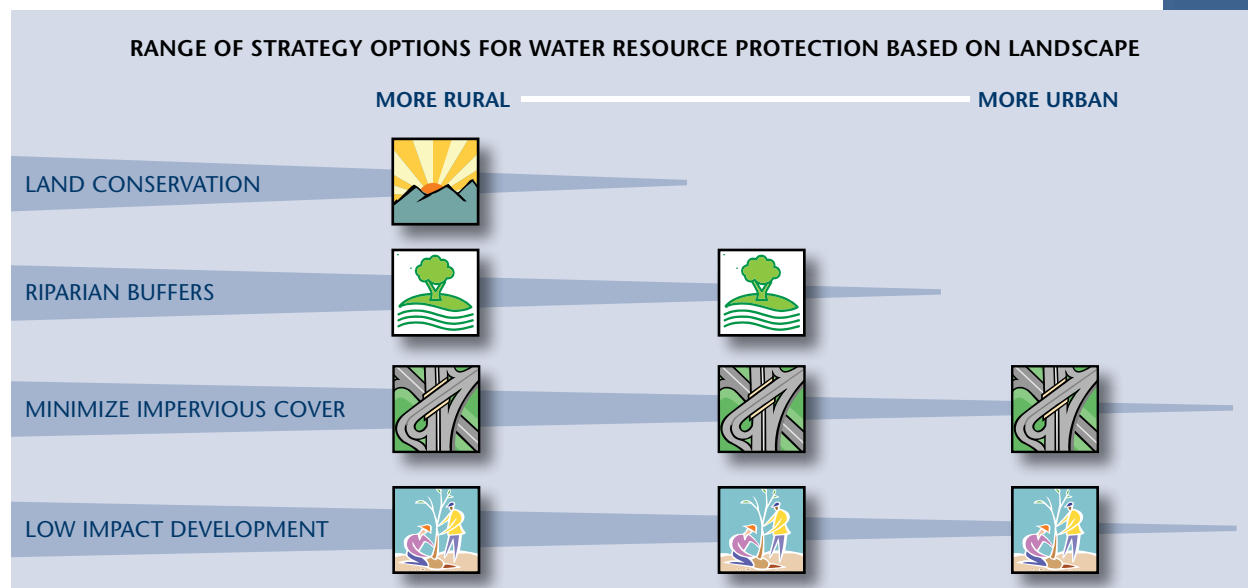 RANGE OF STRATEGY OPTIONS FOR WATER RESOURCE PROTECTION BASED ON LANDSCAPE
MORE RURAL MORE URBAN
LAND CONSERVATION
RIPARIAN BUFFERS
MINIMIZE IMPERVIOUS COVER
LOW IMPACT DEVELOPMENT